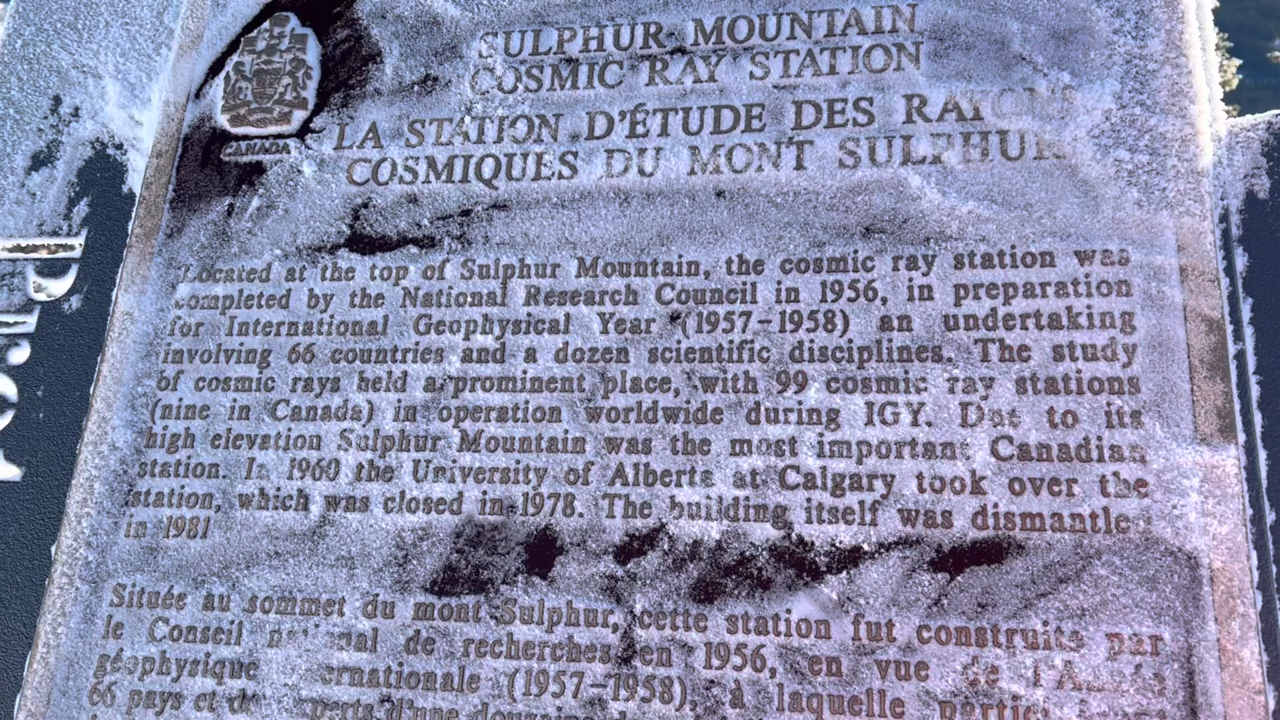 SULPHUR MOUNTAIN
COSMIC RAY STATION
LA STATION D'ÉTUDE DES RAYONS
COSMIQUES DU MONT SULPHUR
CANADA
Located at the top of Sulphur Mountain, the cosmic ray station was
completed by the National Research Council in 1956, in preparation
for International Geophysical Year (1957-1958) an undertaking
involving 66 countries and a dozen scientific disciplines. The study
of cosmic rays held a prominent place, with 99 cosmic ray stations
(nine in Canada) in operation worldwide during IGY. Due to its
high elevation Sulphur Mountain was the most important Canadian
station. In 1960 the University of Alberta at Calgary took over the
station, which was closed in 1978. The building itself was dismantled
in 1981
Située au sommet du mont Sulphur, cette station fut construite par
le Conseil national de recherches en 1956, en vue de l'Année
géophysique internationale (1957-1958), à laquelle
66 pays et d'une